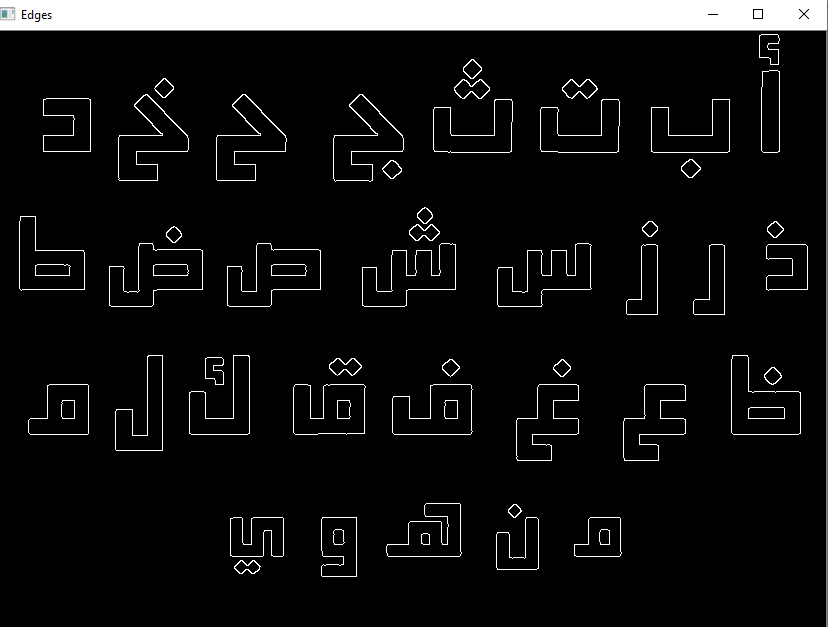 Edges
أ ب ت ث ج ح خ د
ذ ر ز س ش ص ض ط
ظ ع غ ف ق ك ل م
م ن ه و ي